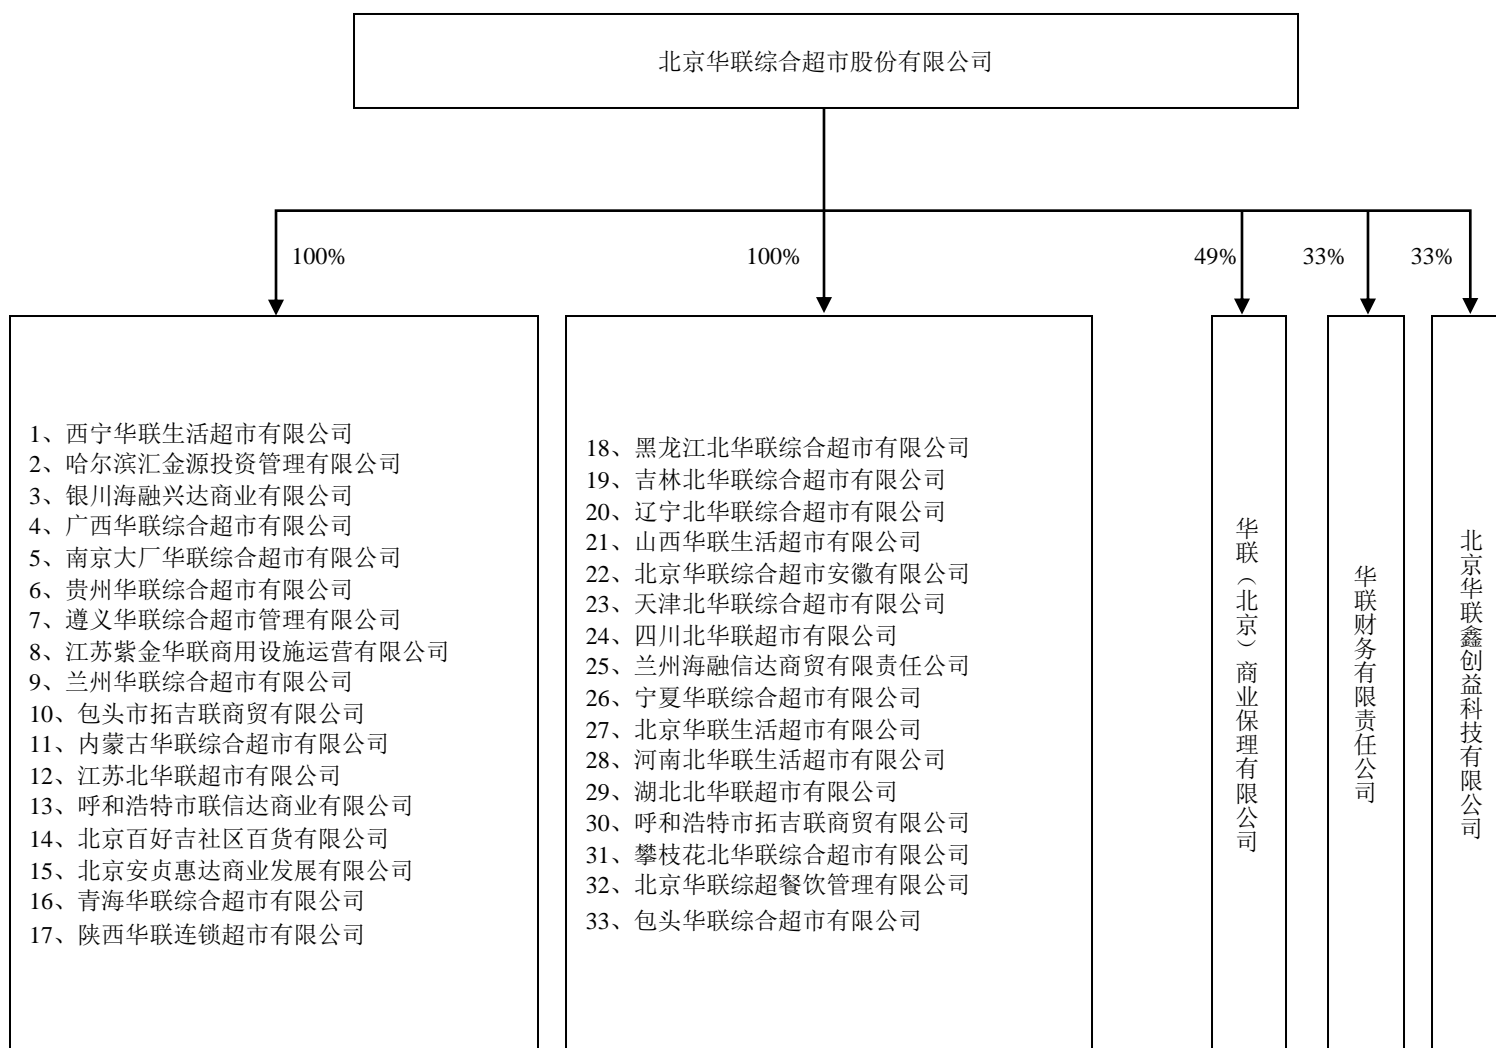 北京华联综合超市股份有限公司
100%
100%
49%
33%
33%
1、西宁华联生活超市有限公司
2、哈尔滨汇金源投资管理有限公司
3、银川海融兴达商业有限公司
4、广西华联综合超市有限公司
5、南京大厂华联综合超市有限公司
6、贵州华联综合超市有限公司
7、遵义华联综合超市管理有限公司
8、江苏紫金华联商用设施运营有限公司
9、兰州华联综合超市有限公司
10、包头市拓吉联商贸有限公司
11、内蒙古华联综合超市有限公司
12、江苏北华联超市有限公司
13、呼和浩特市联信达商业有限公司
14、北京百好吉社区百货有限公司
15、北京安贞惠达商业发展有限公司
16、青海华联综合超市有限公司
17、陕西华联连锁超市有限公司
18、黑龙江北华联综合超市有限公司
19、吉林北华联综合超市有限公司
20、辽宁北华联综合超市有限公司
21、山西华联生活超市有限公司
22、北京华联综合超市安徽有限公司
23、天津北华联综合超市有限公司
24、四川北华联超市有限公司
25、兰州海融信达商贸有限责任公司
26、宁夏华联综合超市有限公司
27、北京华联生活超市有限公司
28、河南北华联生活超市有限公司
29、湖北北华联超市有限公司
30、呼和浩特市拓吉联商贸有限公司
31、攀枝花北华联综合超市有限公司
32、北京华联综超餐饮管理有限公司
33、包头华联综合超市有限公司
华联（北京）商业保理有限公司
华联财务有限责任公司
北京华联鑫创益科技有限公司